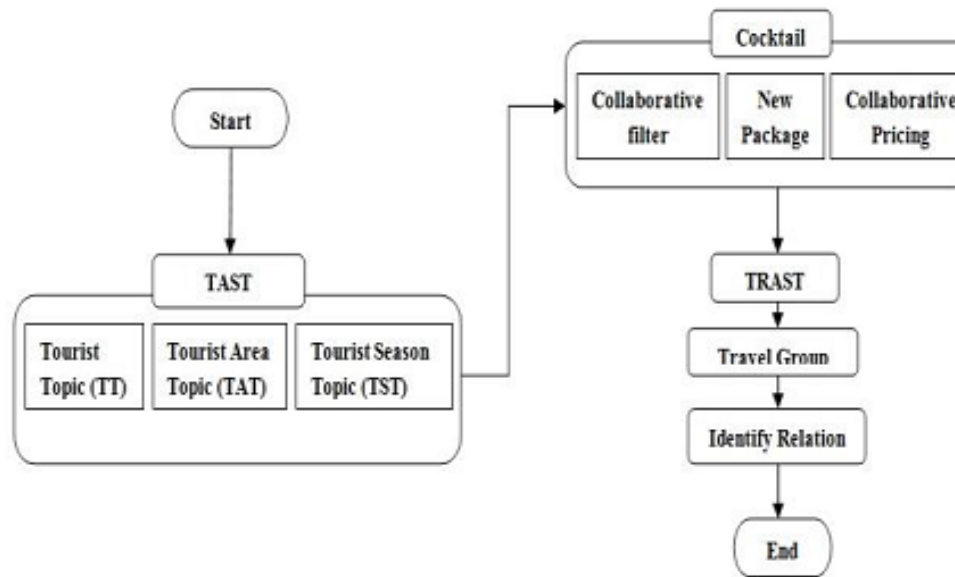 Start
TAST
Tourist
Topic (TT)
Tourist Area
Topic (TAT)
Tourist Season
Topic (TST)
Cocktail
Collaborative
filter
New
Package
Collaborative
Pricing
TRAST
Travel Group
Identify Relation
End